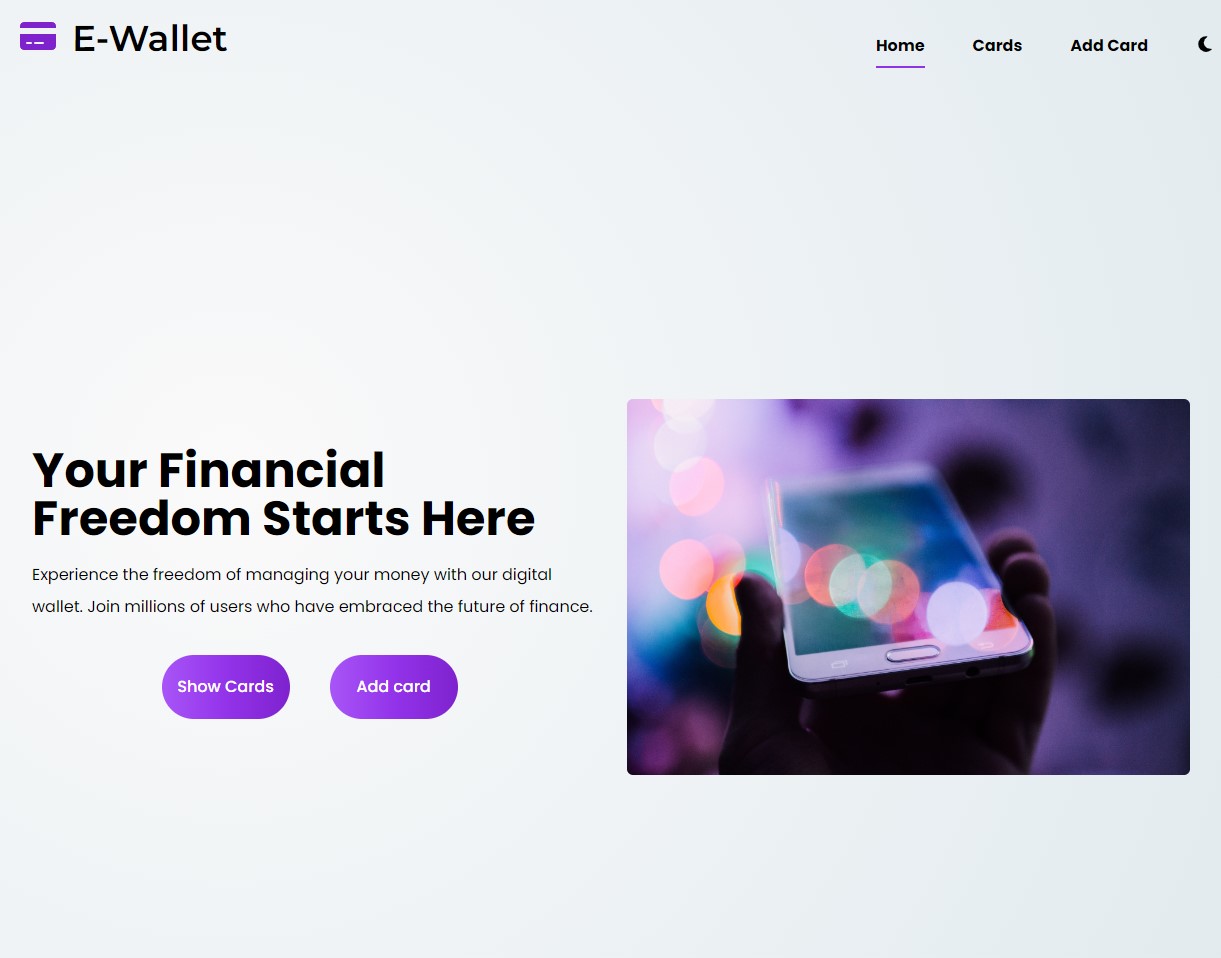 E-Wallet
Home Cards Add Card
Your Financial
Freedom Starts Here
Experience the freedom of managing your money with our digital
wallet. Join millions of users who have embraced the future of finance.
Show Cards Add card